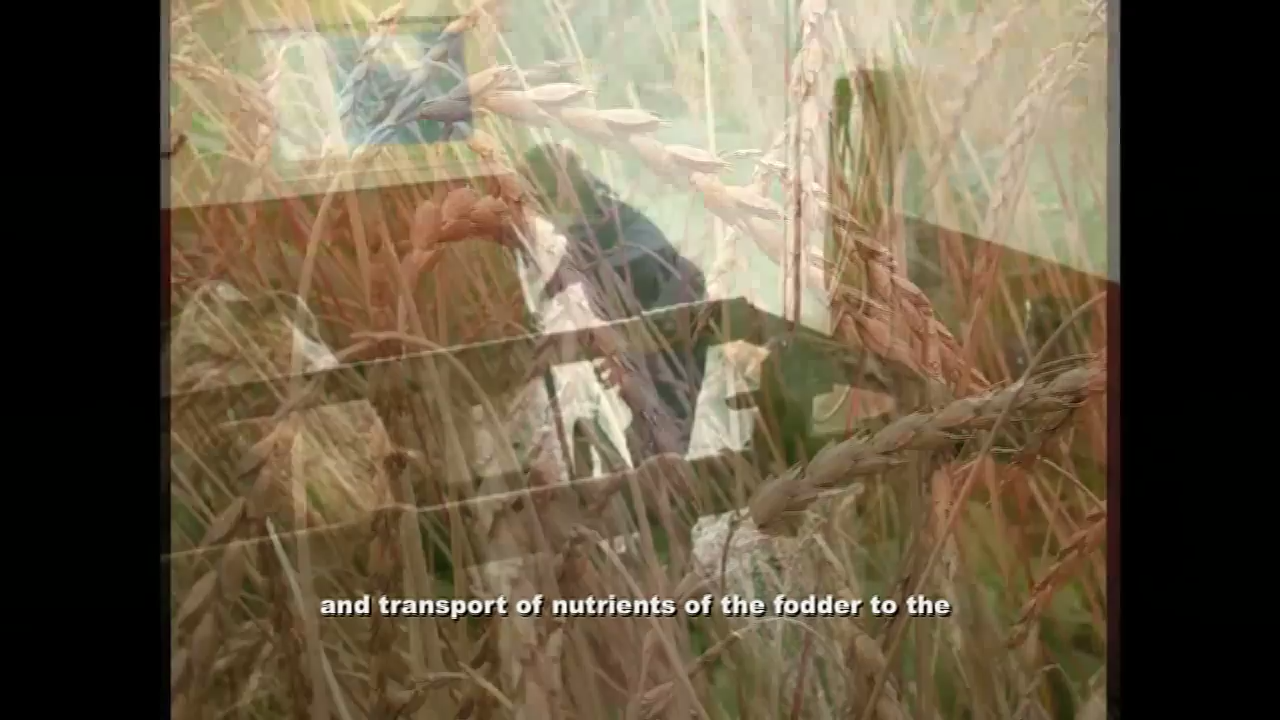 and transport of nutrients of the fodder to the